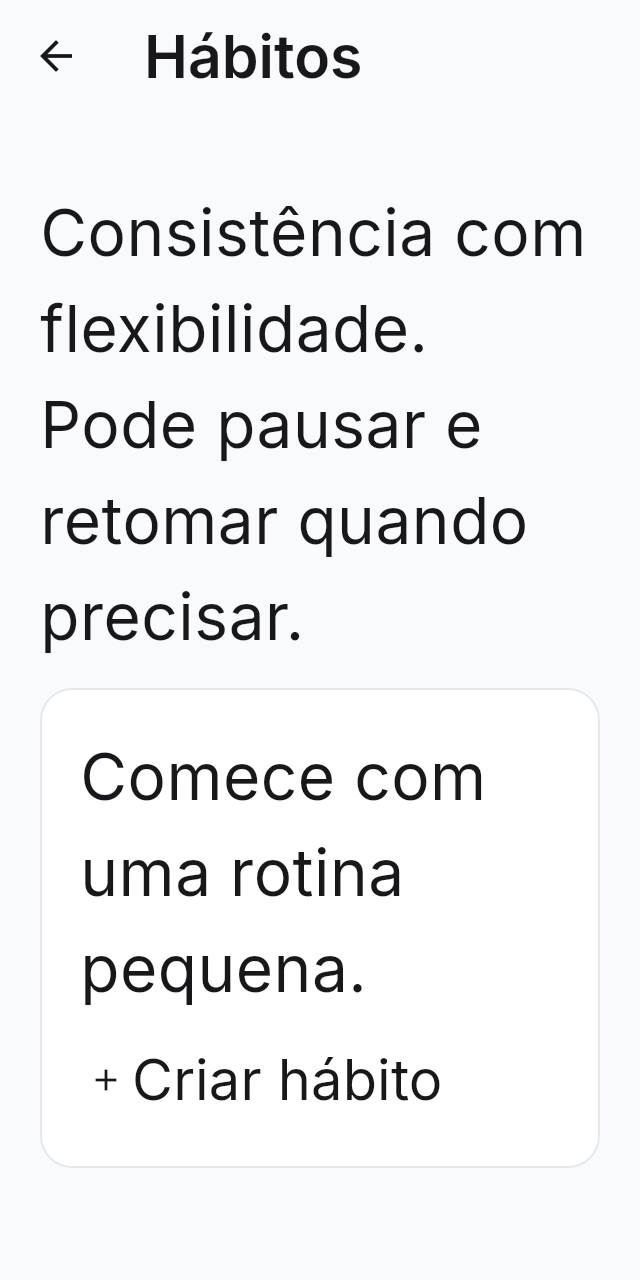 Hábitos
Consistência com
flexibilidade.
Pode pausar e
retomar quando
precisar.
Comece com
uma rotina
pequena.
+ Criar hábito